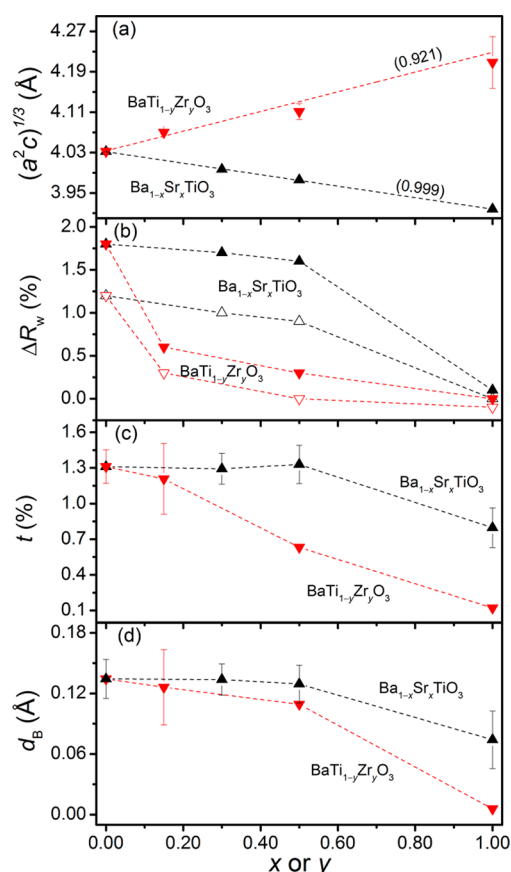 (a)
4.27
4.19
4.11
4.03
3.95
(a²c)^{1/3} (Å)
(0.921)
BaTi₁₋yZryO₃
Ba₁₋ₓSrₓTiO₃
(0.999)
(b)
2.0
1.5
1.0
0.5
0.0
ΔR_w (%)
Ba₁₋ₓSrₓTiO₃
BaTi₁₋yZryO₃
(c)
1.6
1.3
1.0
0.7
0.4
0.1
t (%)
Ba₁₋ₓSrₓTiO₃
BaTi₁₋yZryO₃
(d)
0.18
0.12
0.06
0.00
d_B (Å)
Ba₁₋ₓSrₓTiO₃
BaTi₁₋yZryO₃
0.00 0.20 0.40 0.60 0.80 1.00
x or y